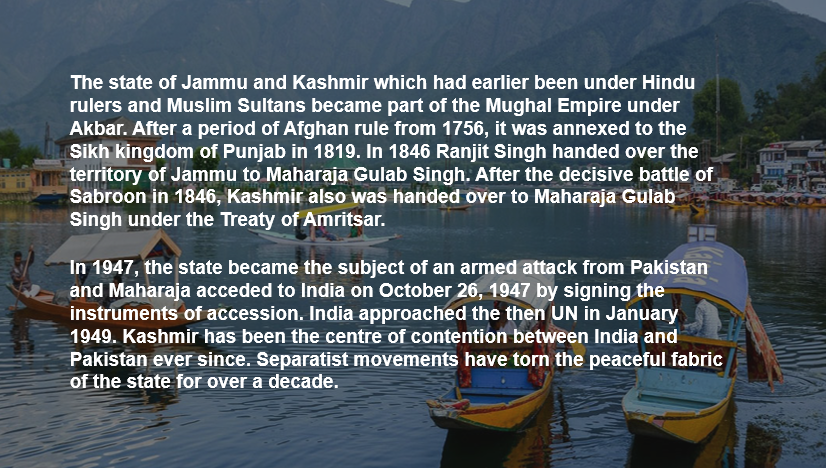 The state of Jammu and Kashmir which had earlier been under Hindu
rulers and Muslim Sultans became part of the Mughal Empire under
Akbar. After a period of Afghan rule from 1756, it was annexed to the
Sikh kingdom of Punjab in 1819. In 1846 Ranjit Singh handed over the
territory of Jammu to Maharaja Gulab Singh. After the decisive battle of
Sabroon in 1846, Kashmir also was handed over to Maharaja Gulab
Singh under the Treaty of Amritsar.
In 1947, the state became the subject of an armed attack from Pakistan
and Maharaja acceded to India on October 26, 1947 by signing the
instruments of accession. India approached the then UN in January
1949. Kashmir has been the centre of contention between India and
Pakistan ever since. Separatist movements have torn the peaceful fabric
of the state for over a decade.